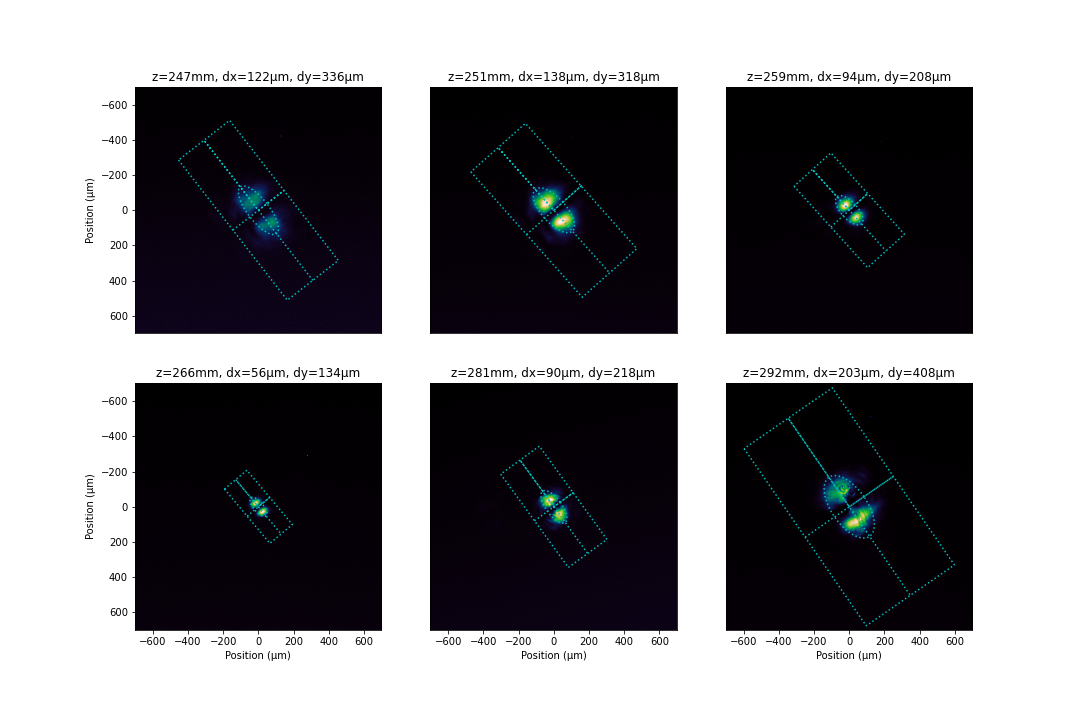 z=247mm, dx=122µm, dy=336µm
z=251mm, dx=138µm, dy=318µm
z=259mm, dx=94µm, dy=208µm
−600
−400
−200
0
200
400
600
Position (µm)
z=266mm, dx=56µm, dy=134µm
z=281mm, dx=90µm, dy=218µm
z=292mm, dx=203µm, dy=408µm
−600
−400
−200
0
200
400
600
Position (µm)
−600 −400 −200 0 200 400 600
−600 −400 −200 0 200 400 600
−600 −400 −200 0 200 400 600
Position (µm)
Position (µm)
Position (µm)